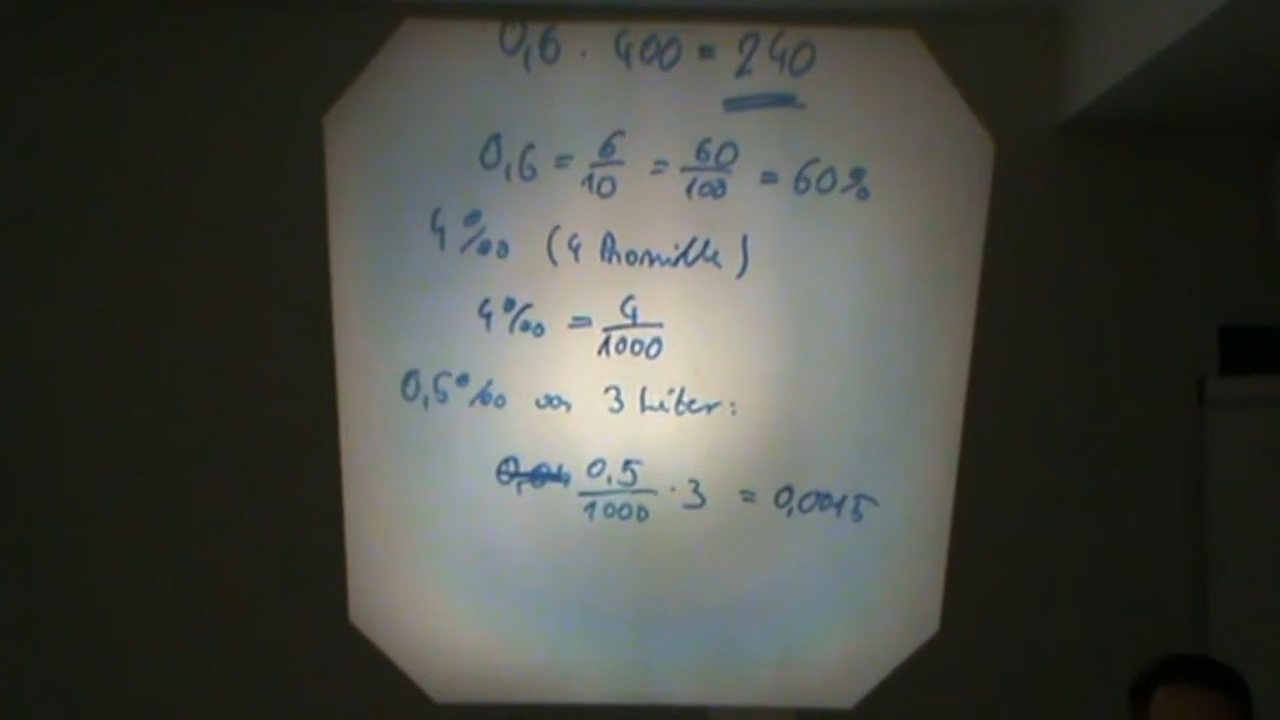 0,6 · 400 = 240
0,6 = 6/10 = 60/100 = 60%
4‰ (4 Promille)
4‰ = 4/1000
0,5‰ von 3 Liter:
0,5/1000 · 3 = 0,0015